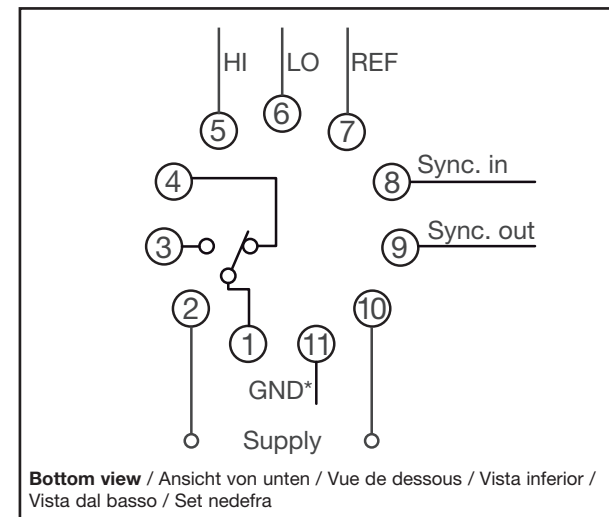 HI LO REF
6
5 7
4 8 Sync. in
3 9 Sync. out
2 10
1 11
GND*
Supply
Bottom view / Ansicht von unten / Vue de dessous / Vista inferior /
Vista dal basso / Set nedefra